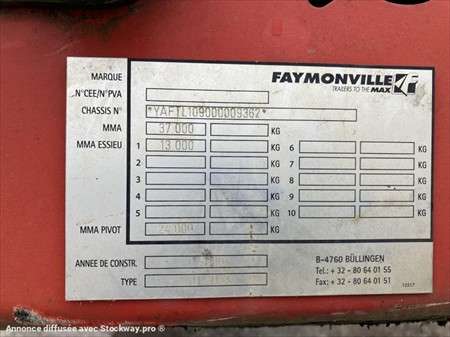 MARQUE
FAYMONVILLE
TRAILERS TO THE MAX
N°CEE/N°PVA
CHASSIS N° *YAFTL109000009362*
MMA 37 000 KG
MMA ESSIEU 1 13 000 KG 6 KG
2 KG 7 KG
3 KG 8 KG
4 KG 9 KG
5 KG 10 KG
MMA PIVOT KG
ANNEE DE CONSTR.
TYPE
B-4760 BÜLLINGEN
Tel.: + 32 - 80 64 01 55
Fax: + 32 - 80 64 01 51
Annonce diffusée avec Stockway.pro ®